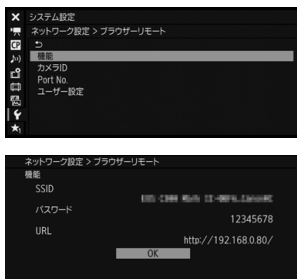 システム設定
ネットワーク設定 > ブラウザーリモート
機能
カメラID
Port No.
ユーザー設定
ネットワーク設定 > ブラウザーリモート
機能
SSID
パスワード
12345678
URL
http://192.168.0.80/
OK